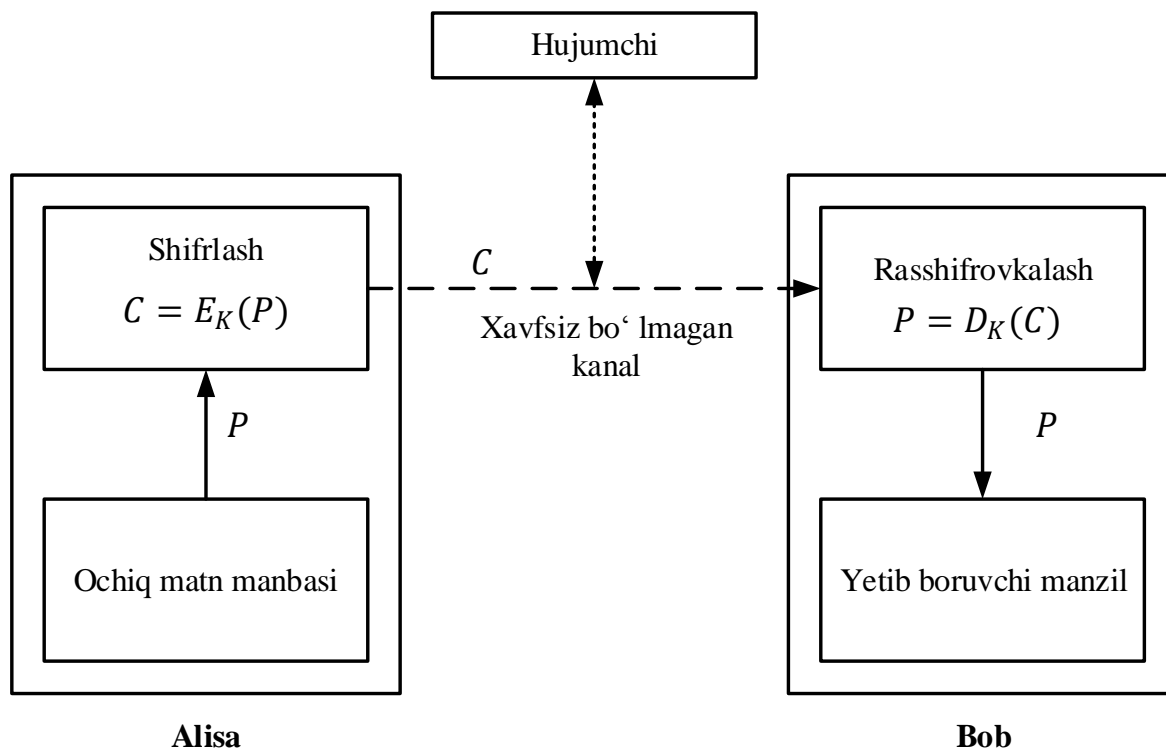 Hujumchi
Shifrlash
C = E_K(P)
P
Ochiq matn manbasi
Alisa
C
Xavfsiz bo‘ lmagan
kanal
Rasshifrovkalash
P = D_K(C)
P
Yetib boruvchi manzil
Bob